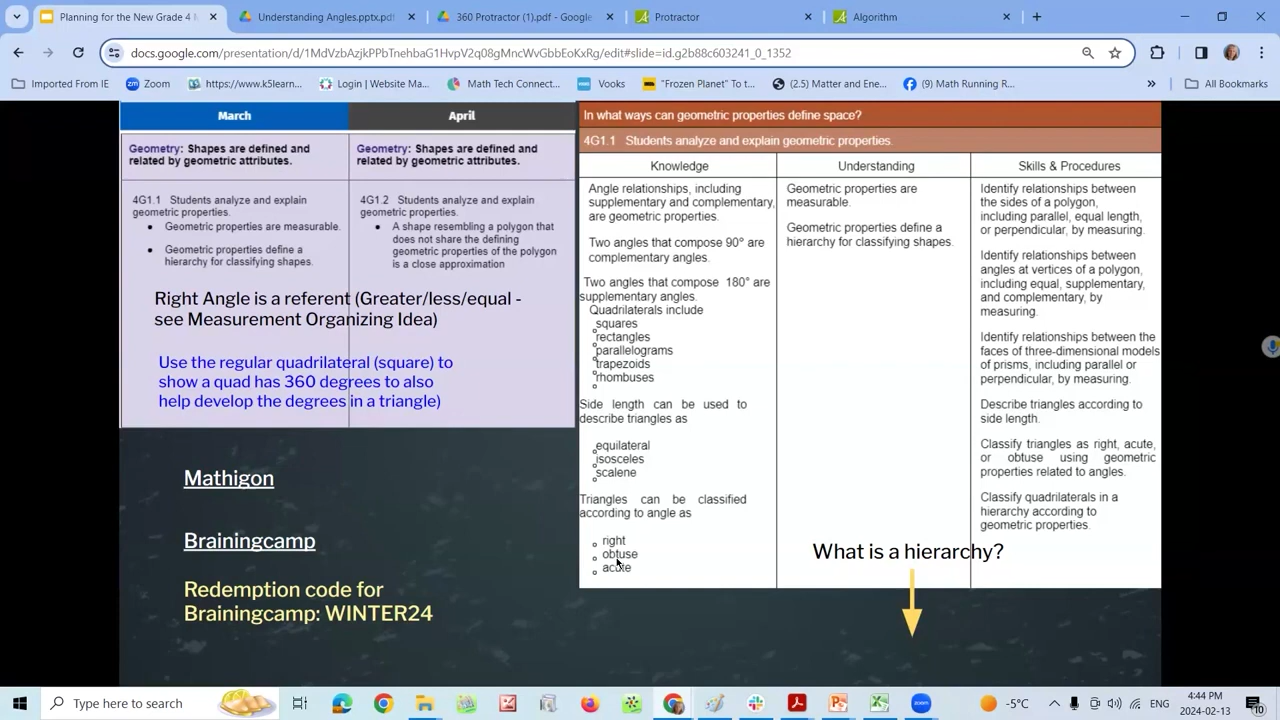 Planning for the New Grade 4 M
Understanding Angles.pptx.pdf
360 Protractor (1).pdf - Google
Protractor
Algorithm
docs.google.com/presentation/d/1MdVzbAzjkPPbTnehbaG1HvpV2q08gMncWvGbbEoKxRg/edit#slide=id.g2b88c603241_0_1352
Imported From IE
Zoom
https://www.k5learn...
Login | Website Ma...
Math Tech Connect...
Vooks
"Frozen Planet" To t...
(2.5) Matter and Ene...
(9) Math Running R...
»
All Bookmarks
March
April
Geometry: Shapes are defined and
related by geometric attributes.
Geometry: Shapes are defined and
related by geometric attributes.
4G1.1 Students analyze and explain
geometric properties.
• Geometric properties are measurable.
• Geometric properties define a
hierarchy for classifying shapes.
4G1.2 Students analyze and explain
geometric properties.
• A shape resembling a polygon that
does not share the defining
geometric properties of the polygon
is a close approximation
Right Angle is a referent (Greater/less/equal -
see Measurement Organizing Idea)
Use the regular quadrilateral (square) to
show a quad has 360 degrees to also
help develop the degrees in a triangle)
Mathigon
Brainingcamp
Redemption code for
Brainingcamp: WINTER24
In what ways can geometric properties define space?
4G1.1 Students analyze and explain geometric properties.
Knowledge
Understanding
Skills & Procedures
Angle relationships, including
supplementary and complementary,
are geometric properties.
Two angles that compose 90° are
complementary angles.
Two angles that compose 180° are
supplementary angles.
Quadrilaterals include
squares
rectangles
parallelograms
trapezoids
rhombuses
Side length can be used to
describe triangles as
equilateral
isosceles
scalene
Triangles can be classified
according to angle as
right
obtuse
acute
Geometric properties are
measurable.
Geometric properties define a
hierarchy for classifying shapes.
Identify relationships between
the sides of a polygon,
including parallel, equal length,
or perpendicular, by measuring.
Identify relationships between
angles at vertices of a polygon,
including equal, supplementary,
and complementary, by
measuring.
Identify relationships between the
faces of three-dimensional models
of prisms, including parallel or
perpendicular, by measuring.
Describe triangles according to
side length.
Classify triangles as right, acute,
or obtuse using geometric
properties related to angles.
Classify quadrilaterals in a
hierarchy according to
geometric properties.
What is a hierarchy?
Type here to search
-5°C
ENG
4:44 PM
2024-02-13
10